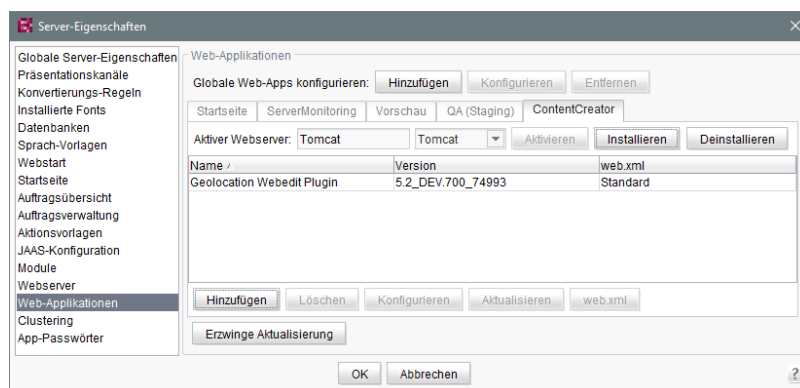 Server-Eigenschaften
Globale Server-Eigenschaften
Präsentationskanäle
Konvertierungs-Regeln
Installierte Fonts
Datenbanken
Sprach-Vorlagen
Webstart
Startseite
Auftragsübersicht
Auftragsverwaltung
Aktionsvorlagen
JAAS-Konfiguration
Module
Webserver
Web-Applikationen
Clustering
App-Passwörter
Web-Applikationen
Globale Web-Apps konfigurieren: Hinzufügen Konfigurieren Entfernen
Startseite ServerMonitoring Vorschau QA (Staging) ContentCreator
Aktiver Webserver: Tomcat Tomcat Aktivieren Installieren Deinstallieren
Name Version web.xml
Geolocation Webedit Plugin 5.2_DEV.700_74993 Standard
Hinzufügen Löschen Konfigurieren Aktualisieren web.xml
Erzwinge Aktualisierung
OK Abbrechen ?